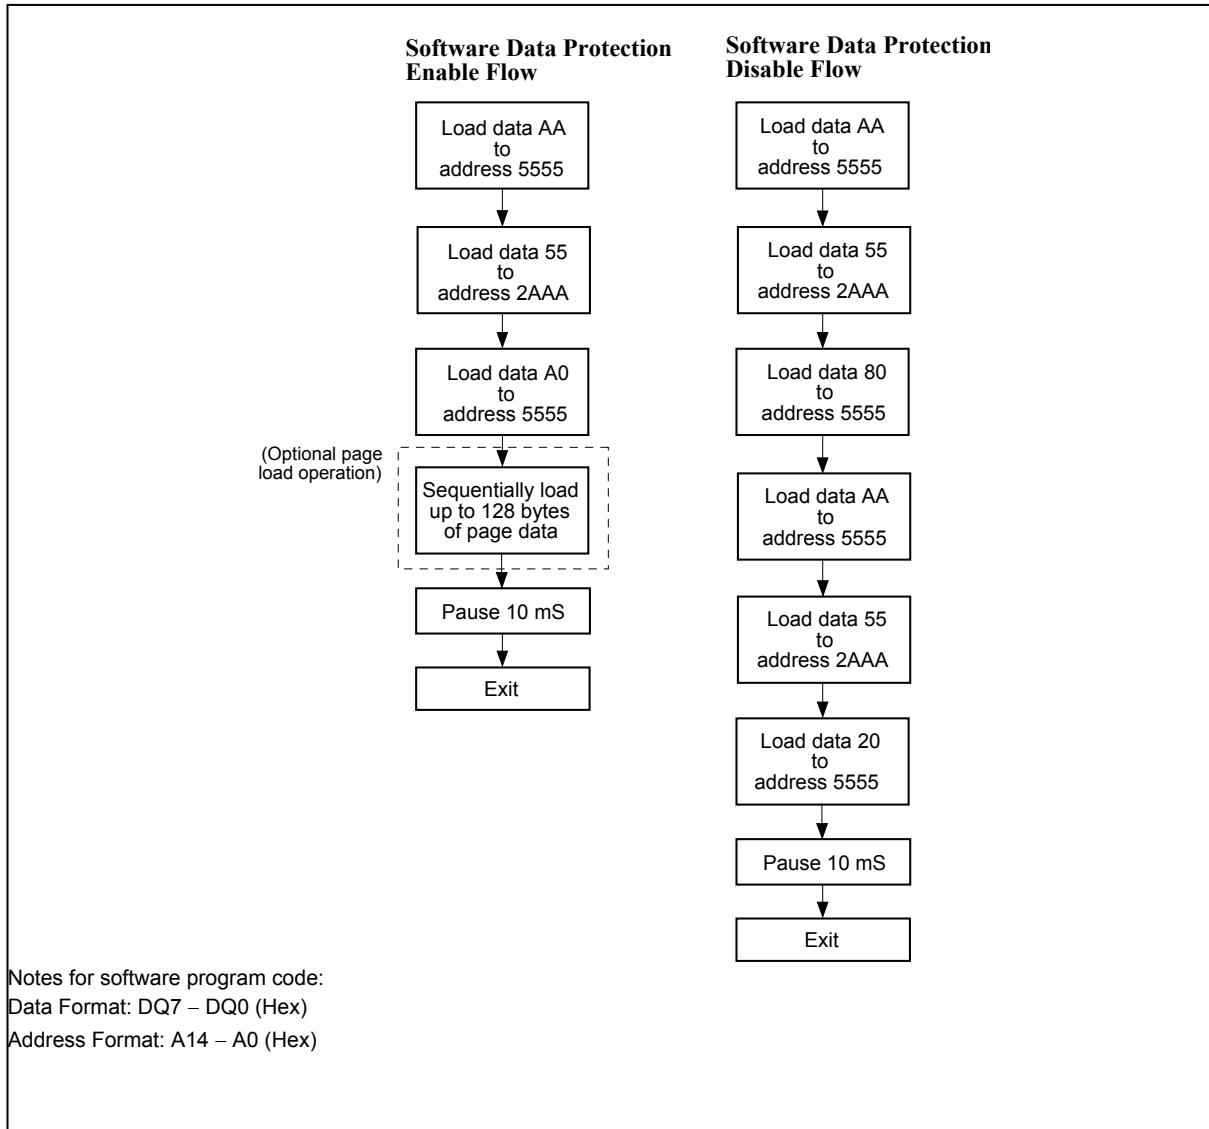 Software Data Protection
Enable Flow
Load data AA
to
address 5555
Load data 55
to
address 2AAA
Load data A0
to
address 5555
(Optional page
load operation)
Sequentially load
up to 128 bytes
of page data
Pause 10 mS
Exit
Software Data Protection
Disable Flow
Load data AA
to
address 5555
Load data 55
to
address 2AAA
Load data 80
to
address 5555
Load data AA
to
address 5555
Load data 55
to
address 2AAA
Load data 20
to
address 5555
Pause 10 mS
Exit
Notes for software program code:
Data Format: DQ7 – DQ0 (Hex)
Address Format: A14 – A0 (Hex)